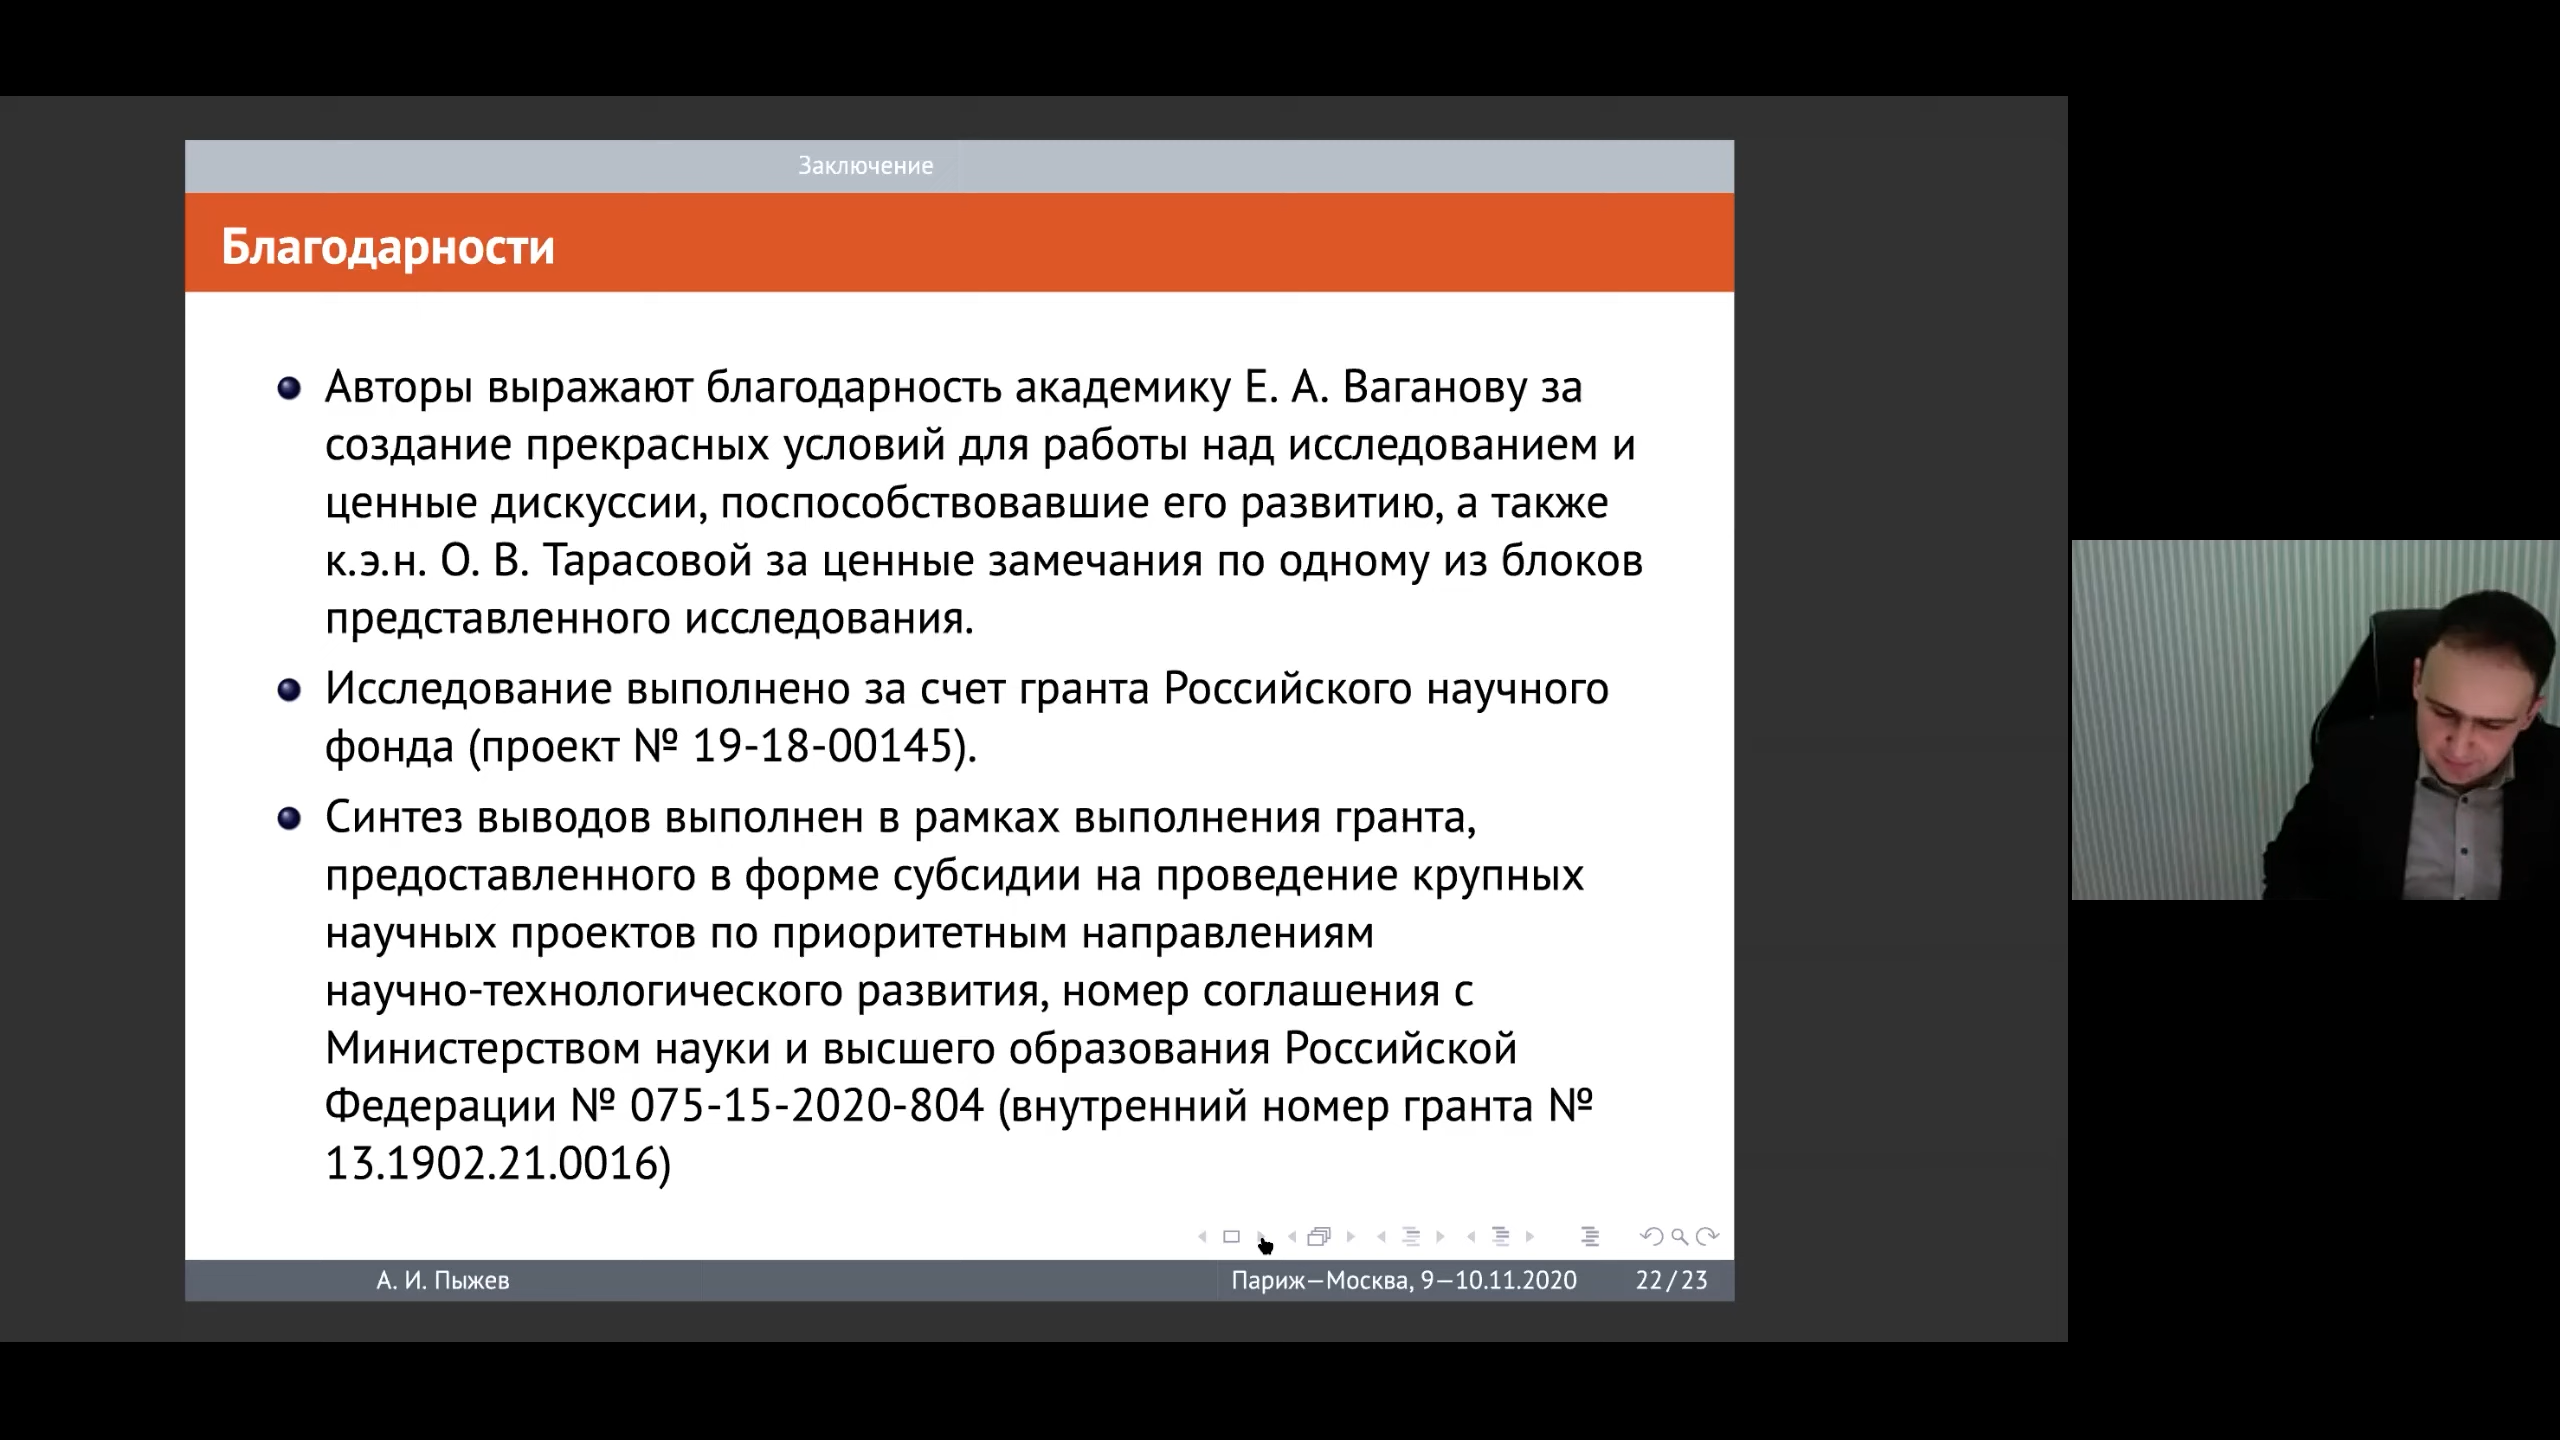 Заключение
Благодарности
Авторы выражают благодарность академику Е. А. Ваганову за
создание прекрасных условий для работы над исследованием и
ценные дискуссии, поспособствовавшие его развитию, а также
к.э.н. О. В. Тарасовой за ценные замечания по одному из блоков
представленного исследования.
Исследование выполнено за счет гранта Российского научного
фонда (проект № 19-18-00145).
Синтез выводов выполнен в рамках выполнения гранта,
предоставленного в форме субсидии на проведение крупных
научных проектов по приоритетным направлениям
научно-технологического развития, номер соглашения с
Министерством науки и высшего образования Российской
Федерации № 075-15-2020-804 (внутренний номер гранта №
13.1902.21.0016)
А. И. Пыжев Париж—Москва, 9—10.11.2020 22/23